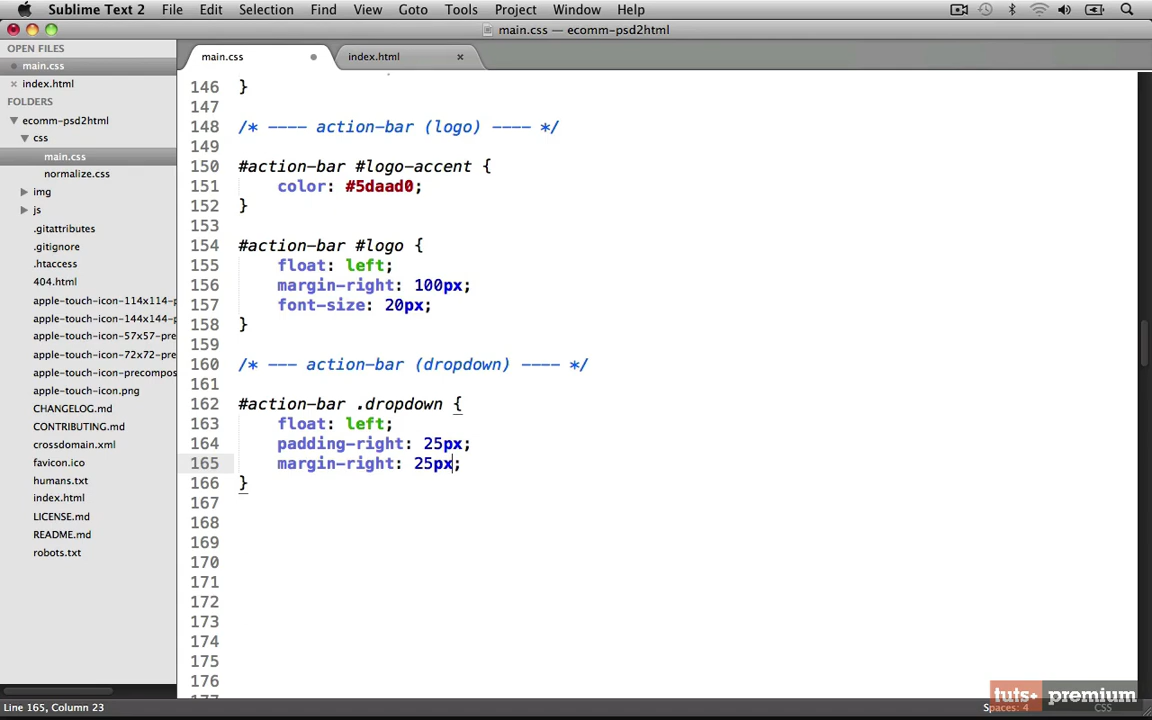 Sublime Text 2 File Edit Selection Find View Goto Tools Project Window Help
main.css — ecomm-psd2html
OPEN FILES
main.css
index.html
FOLDERS
ecomm-psd2html
css
main.css
normalize.css
img
js
.gitattributes
.gitignore
.htaccess
404.html
apple-touch-icon-114x114-p
apple-touch-icon-144x144-p
apple-touch-icon-57x57-pre
apple-touch-icon-72x72-pre
apple-touch-icon-precompos
apple-touch-icon.png
CHANGELOG.md
CONTRIBUTING.md
crossdomain.xml
favicon.ico
humans.txt
index.html
LICENSE.md
README.md
robots.txt
main.css index.html
146 }
147
148 /* ---- action-bar (logo) ---- */
149
150 #action-bar #logo-accent {
151 color: #5daad0;
152 }
153
154 #action-bar #logo {
155 float: left;
156 margin-right: 100px;
157 font-size: 20px;
158 }
159
160 /* --- action-bar (dropdown) ---- */
161
162 #action-bar .dropdown {
163 float: left;
164 padding-right: 25px;
165 margin-right: 25px;
166 }
167
168
169
170
171
172
173
174
175
176
177
Line 165, Column 23
Spaces: 4 CSS
tuts+ premium